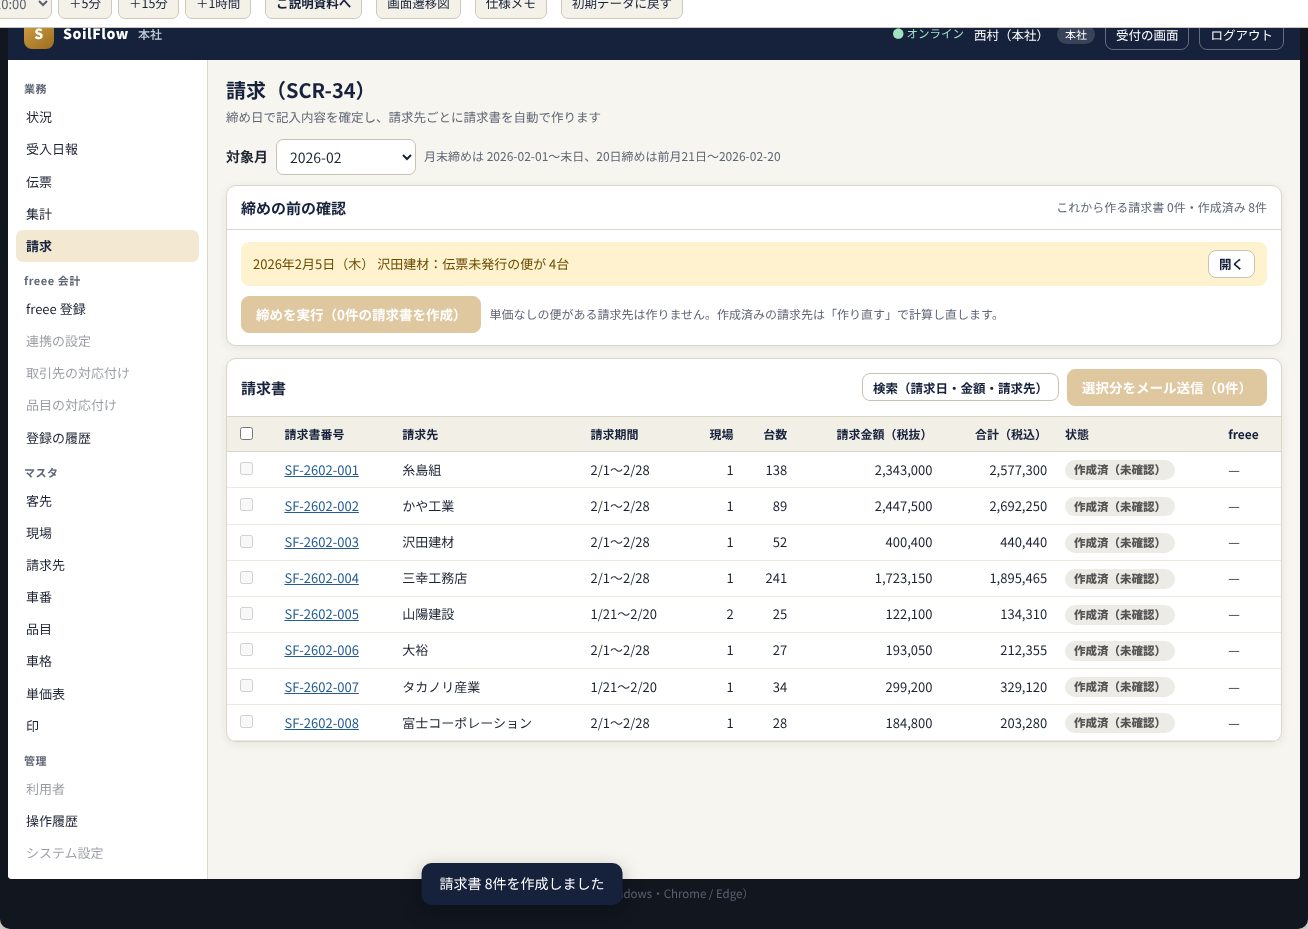 0:00 +5分 +15分 +1時間 ご説明資料へ 画面遷移図 仕様メモ 初期データに戻す
S SoilFlow 本社 オンライン 西村（本社） 本社 受付の画面 ログアウト
業務
状況
受入日報
伝票
集計
請求
freee 会計
freee 登録
連携の設定
取引先の対応付け
品目の対応付け
登録の履歴
マスタ
客先
現場
請求先
車番
品目
車格
単価表
印
管理
利用者
操作履歴
システム設定
請求（SCR-34）
締め日で記入内容を確定し、請求先ごとに請求書を自動で作ります
対象月 2026-02 月末締めは 2026-02-01〜末日、20日締めは前月21日〜2026-02-20
締めの前の確認 これから作る請求書 0件・作成済み 8件
2026年2月5日（木） 沢田建材：伝票未発行の便が 4台 開く
締めを実行（0件の請求書を作成） 単価なしの便がある請求先は作りません。作成済みの請求先は「作り直す」で計算し直します。
請求書 検索（請求日・金額・請求先） 選択分をメール送信（0件）
請求書番号 請求先 請求期間 現場 台数 請求金額（税抜） 合計（税込） 状態 freee
SF-2602-001 糸島組 2/1〜2/28 1 138 2,343,000 2,577,300 作成済（未確認） —
SF-2602-002 かや工業 2/1〜2/28 1 89 2,447,500 2,692,250 作成済（未確認） —
SF-2602-003 沢田建材 2/1〜2/28 1 52 400,400 440,440 作成済（未確認） —
SF-2602-004 三幸工務店 2/1〜2/28 1 241 1,723,150 1,895,465 作成済（未確認） —
SF-2602-005 山陽建設 1/21〜2/20 2 25 122,100 134,310 作成済（未確認） —
SF-2602-006 大裕 2/1〜2/28 1 27 193,050 212,355 作成済（未確認） —
SF-2602-007 タカノリ産業 1/21〜2/20 1 34 299,200 329,120 作成済（未確認） —
SF-2602-008 富士コーポレーション 2/1〜2/28 1 28 184,800 203,280 作成済（未確認） —
請求書 8件を作成しました
dows・Chrome / Edge）